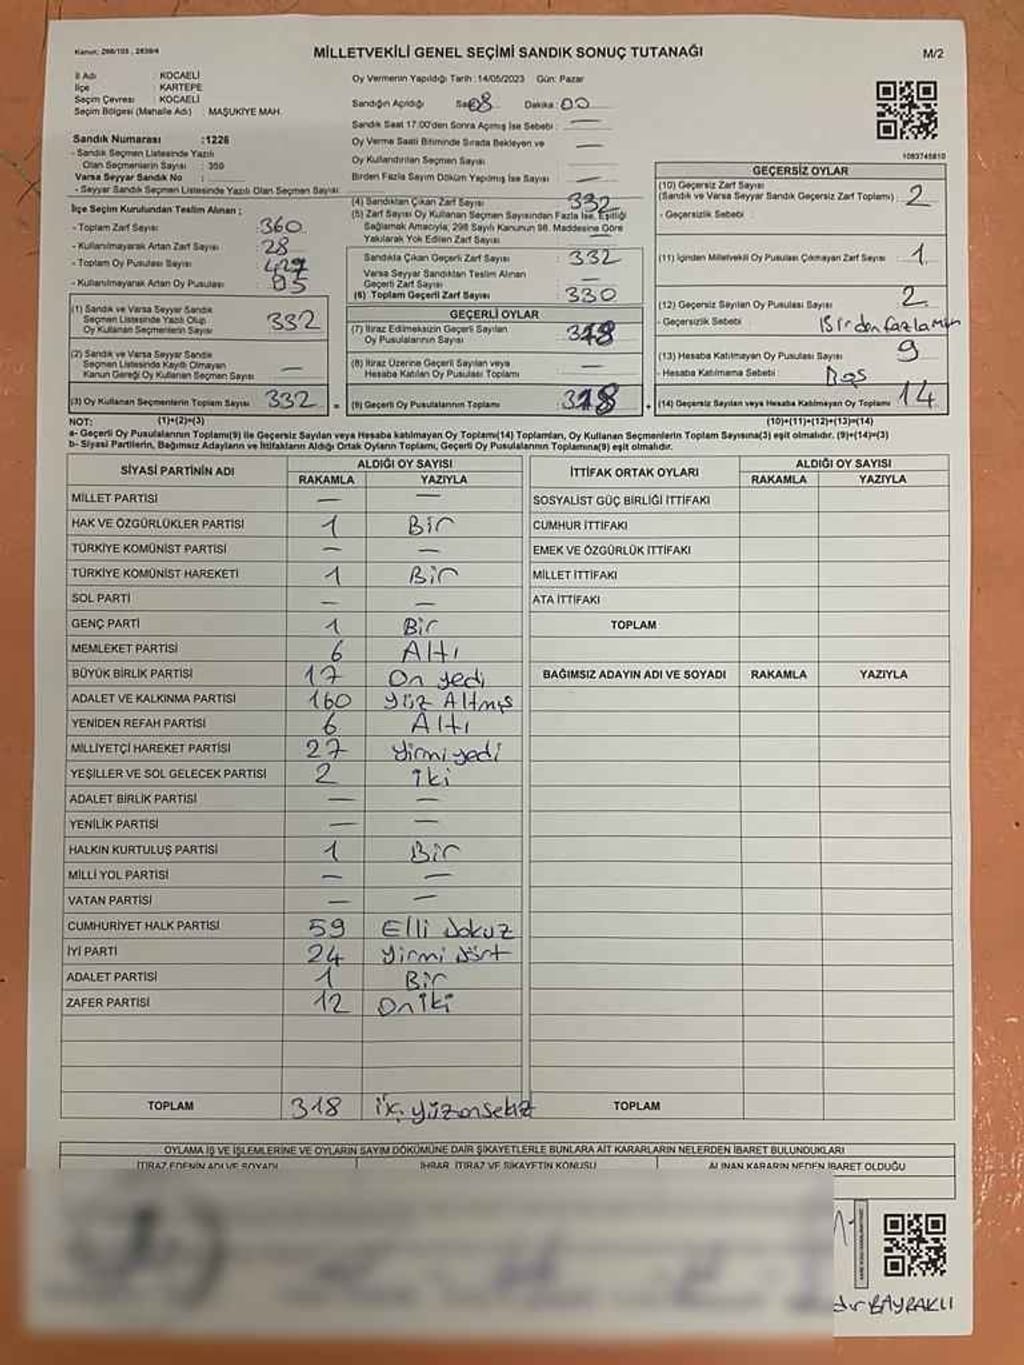 Kanun: 298/105, 2839/4
MİLLETVEKİLİ GENEL SEÇİMİ SANDIK SONUÇ TUTANAĞI
M/2
İl Adı : KOCAELİ
İlçe : KARTEPE
Seçim Çevresi : KOCAELİ
Seçim Bölgesi (Mahalle Adı) : MAŞUKİYE MAH.
Sandık Numarası :1226
- Sandık Seçmen Listesinde Yazılı
Olan Seçmenlerin Sayısı : 350
Varsa Seyyar Sandık No :
- Seyyar Sandık Seçmen Listesinde Yazılı Olan Seçmen Sayısı:
Oy Vermenin Yapıldığı Tarih :14/05/2023 Gün: Pazar
Sandığın Açıldığı Saat: 08 Dakika: 00
Sandık Saat 17:00'den Sonra Açılmış İse Sebebi : —
Oy Verme Saati Bitiminde Sırada Bekleyen ve
Oy Kullandırılan Seçmen Sayısı : —
Birden Fazla Sayım Döküm Yapılmış İse Sayısı : —
1083745810
İlçe Seçim Kurulundan Teslim Alınan ;
- Toplam Zarf Sayısı :360
- Kullanılmayarak Artan Zarf Sayısı :28
- Toplam Oy Pusulası Sayısı :427
- Kullanılmayarak Artan Oy Pusulası :95
(1) Sandık ve Varsa Seyyar Sandık
Seçmen Listesinde Yazılı Olup
Oy Kullanan Seçmenlerin Sayısı : 332
(2) Sandık ve Varsa Seyyar Sandık
Seçmen Listesinde Kayıtlı Olmayan
Kanun Gereği Oy Kullanan Seçmen Sayısı : —
(3) Oy Kullanan Seçmenlerin Toplam Sayısı : 332
(4) Sandıktan Çıkan Zarf Sayısı : 332
(5) Zarf Sayısı Oy Kullanan Seçmen Sayısından Fazla İse, Eşitliği
Sağlamak Amacıyla; 298 Sayılı Kanunun 98. Maddesine Göre
Yakılarak Yok Edilen Zarf Sayısı : —
Sandıkta Çıkan Geçerli Zarf Sayısı : 332
Varsa Seyyar Sandıktan Teslim Alınan
Geçerli Zarf Sayısı : —
(6) Toplam Geçerli Zarf Sayısı : 330
GEÇERLİ OYLAR
(7) İtiraz Edilmeksizin Geçerli Sayılan
Oy Pusulalarının Sayısı : 318
(8) İtiraz Üzerine Geçerli Sayılan veya
Hesaba Katılan Oy Pusulası Toplamı : —
= (9) Geçerli Oy Pusulalarının Toplamı : 318
GEÇERSİZ OYLAR
(10) Geçersiz Zarf Sayısı
(Sandık ve Varsa Seyyar Sandık Geçersiz Zarf Toplamı) : 2
- Geçersizlik Sebebi :
(11) İçinden Milletvekili Oy Pusulası Çıkmayan Zarf Sayısı : 1
(12) Geçersiz Sayılan Oy Pusulası Sayısı : 2
- Geçersizlik Sebebi : Birden fazla
(13) Hesaba Katılmayan Oy Pusulası Sayısı : 9
- Hesaba Katılmama Sebebi : Boş
+ (14) Geçersiz Sayılan veya Hesaba Katılmayan Oy Toplamı : 14
NOT: (1)+(2)=(3) (10)+(11)+(12)+(13)=(14)
a- Geçerli Oy Pusulalarının Toplamı(9) ile Geçersiz Sayılan veya Hesaba katılmayan Oy Toplamı(14) Toplamları, Oy Kullanan Seçmenlerin Toplam Sayısına(3) eşit olmalıdır. (9)+(14)=(3)
b- Siyasi Partilerin, Bağımsız Adayların ve İttifakların Aldığı Ortak Oyların Toplamı, Geçerli Oy Pusulalarının Toplamına(9) eşit olmalıdır.
SİYASİ PARTİNİN ADI ALDIĞI OY SAYISI
RAKAMLA YAZIYLA
MİLLET PARTİSİ — —
HAK VE ÖZGÜRLÜKLER PARTİSİ 1 Bir
TÜRKİYE KOMÜNİST PARTİSİ — —
TÜRKİYE KOMÜNİST HAREKETİ 1 Bir
SOL PARTİ — —
GENÇ PARTİ 1 Bir
MEMLEKET PARTİSİ 6 Altı
BÜYÜK BİRLİK PARTİSİ 17 On yedi
ADALET VE KALKINMA PARTİSİ 160 Yüz Altmış
YENİDEN REFAH PARTİSİ 6 Altı
MİLLİYETÇİ HAREKET PARTİSİ 27 Yirmi yedi
YEŞİLLER VE SOL GELECEK PARTİSİ 2 iki
ADALET BİRLİK PARTİSİ — —
YENİLİK PARTİSİ — —
HALKIN KURTULUŞ PARTİSİ 1 Bir
MİLLİ YOL PARTİSİ — —
VATAN PARTİSİ — —
CUMHURİYET HALK PARTİSİ 59 Elli dokuz
İYİ PARTİ 24 Yirmi dört
ADALET PARTİSİ 1 Bir
ZAFER PARTİSİ 12 On iki
TOPLAM 318 üç yüz on sekiz
İTTİFAK ORTAK OYLARI ALDIĞI OY SAYISI
RAKAMLA YAZIYLA
SOSYALİST GÜÇ BİRLİĞİ İTTİFAKI
CUMHUR İTTİFAKI
EMEK VE ÖZGÜRLÜK İTTİFAKI
MİLLET İTTİFAKI
ATA İTTİFAKI
TOPLAM
BAĞIMSIZ ADAYIN ADI VE SOYADI RAKAMLA YAZIYLA
TOPLAM
OYLAMA İŞ VE İŞLEMLERİNE VE OYLARIN SAYIM DÖKÜMÜNE DAİR ŞİKAYETLERLE BUNLARA AİT KARARLARIN NELERDEN İBARET BULUNDUKLARI
İTİRAZ EDENİN ADI VE SOYADI İHBAR, İTİRAZ VE ŞİKAYETİN KONUSU ALINAN KARARIN NEDEN İBARET OLDUĞU
BAYRAKLI